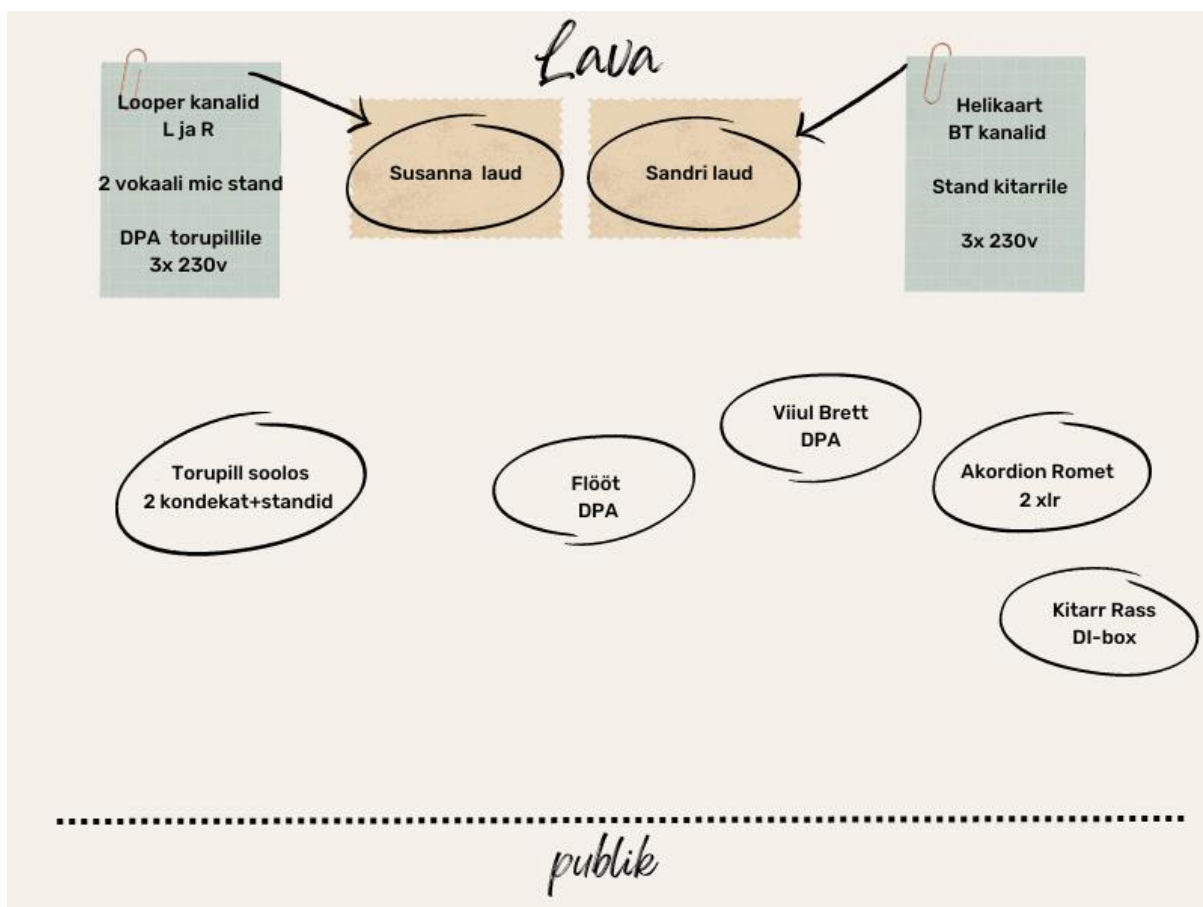 Lava
Looper kanalid
L ja R
2 vokaali mic stand
DPA torupillile
3x 230v
Susanna laud
Sandri laud
Helikaart
BT kanalid
Stand kitarrile
3x 230v
Torupill soolos
2 kondekat+standid
Flööt
DPA
Viiul Brett
DPA
Akordion Romet
2 xlr
Kitarr Rass
DI-box
publik